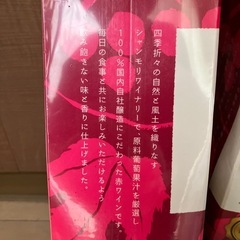 四季折々の自然と風土を織りなす
シャンモリワイナリーで、原料葡萄果汁を厳選し
100%国内自社醸造にこだわった赤ワインです。
毎日の食事と共にお楽しみいただけるよう
飽きない味と香りに仕上げました。